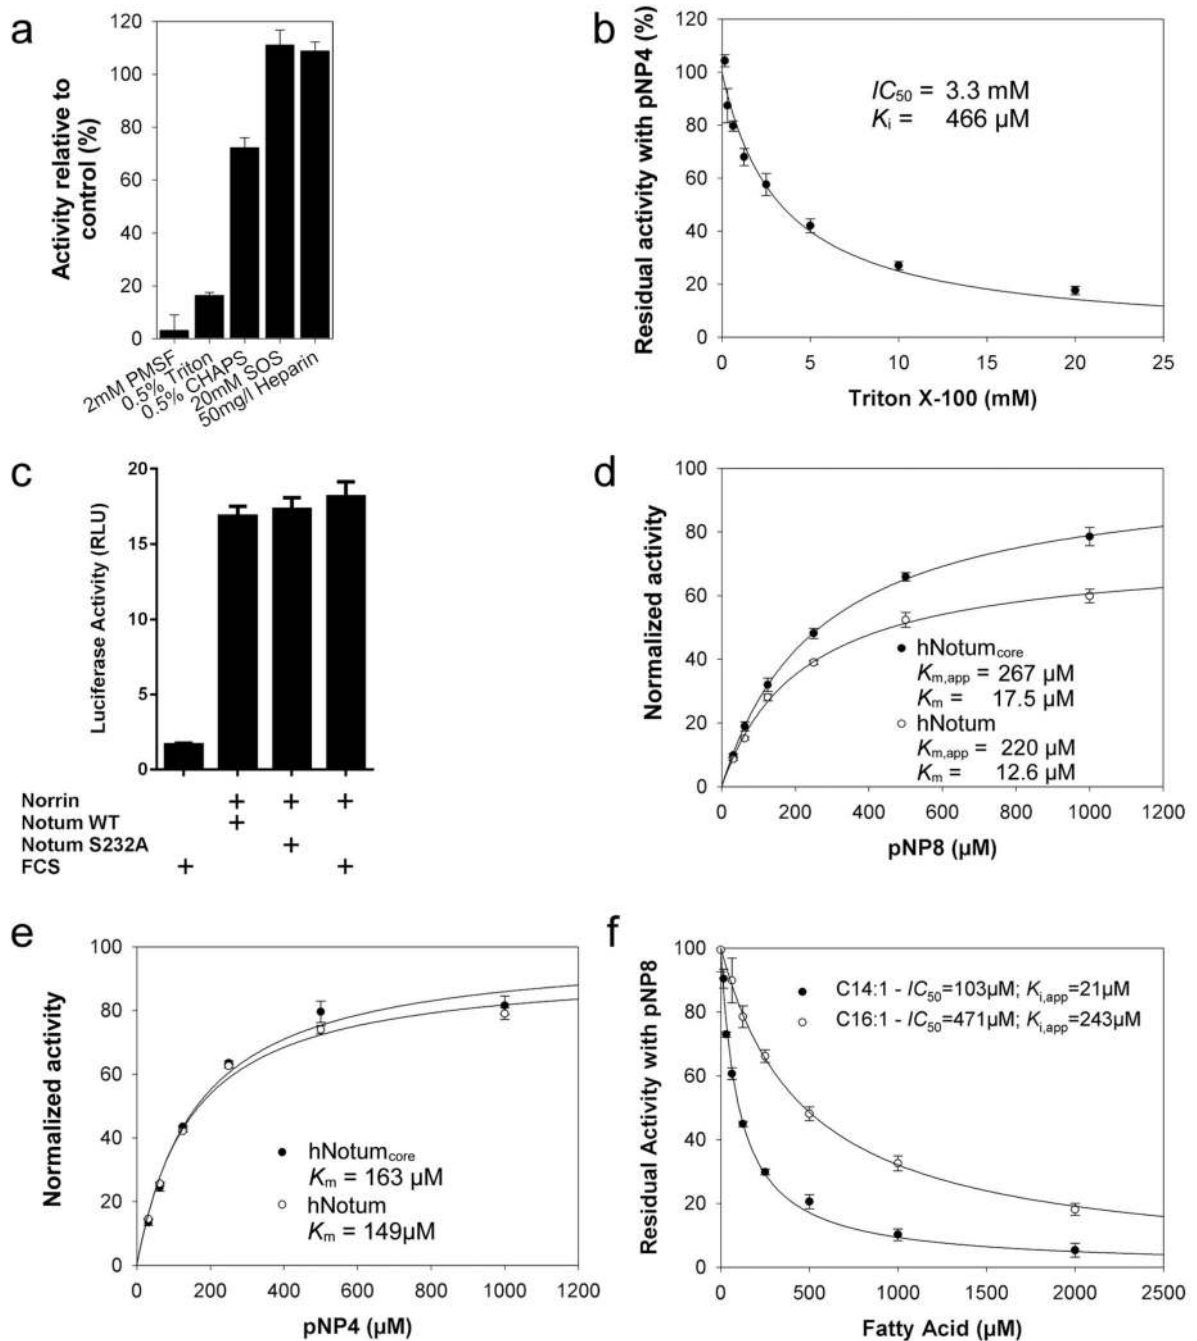 a
Activity relative to
control (%)
120
100
80
60
40
20
0
2mM PMSF
0.5% Triton
0.5% CHAPS
20mM SOS
50mg/l Heparin
b
Residual activity with pNP4 (%)
120
100
80
60
40
20
0
IC50 = 3.3 mM
Ki = 466 µM
0 5 10 15 20 25
Triton X-100 (mM)
c
Luciferase Activity (RLU)
20
15
10
5
0
Norrin + + +
Notum WT +
Notum S232A +
FCS + +
d
Normalized activity
100
80
60
40
20
0
hNotumcore
Km,app = 267 µM
Km = 17.5 µM
hNotum
Km,app = 220 µM
Km = 12.6 µM
0 200 400 600 800 1000 1200
pNP8 (µM)
e
Normalized activity
100
80
60
40
20
0
hNotumcore
Km = 163 µM
hNotum
Km = 149µM
0 200 400 600 800 1000 1200
pNP4 (µM)
f
Residual Activity with pNP8
100
80
60
40
20
0
C14:1 - IC50=103µM; Ki,app=21µM
C16:1 - IC50=471µM; Ki,app=243µM
0 500 1000 1500 2000 2500
Fatty Acid (µM)